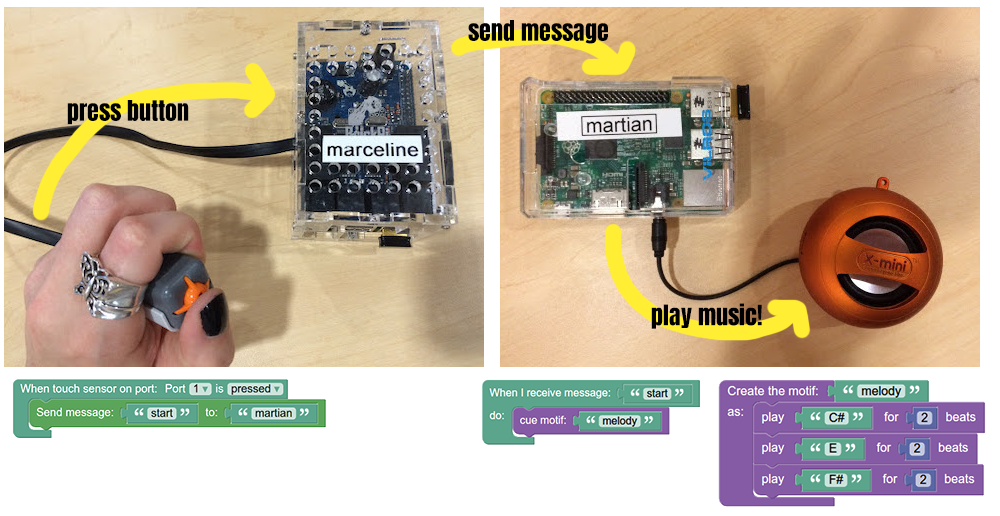 send message
press button
marceline
martian
VILROS
X-mini
play music!
When touch sensor on port: Port 1 ▾ is pressed ▾
Send message: “ start ” to: “ martian ”
When I receive message: “ start ”
do: cue motif: “ melody ”
Create the motif: “ melody ”
as: play “ C# ” for 2 beats
play “ E ” for 2 beats
play “ F# ” for 2 beats